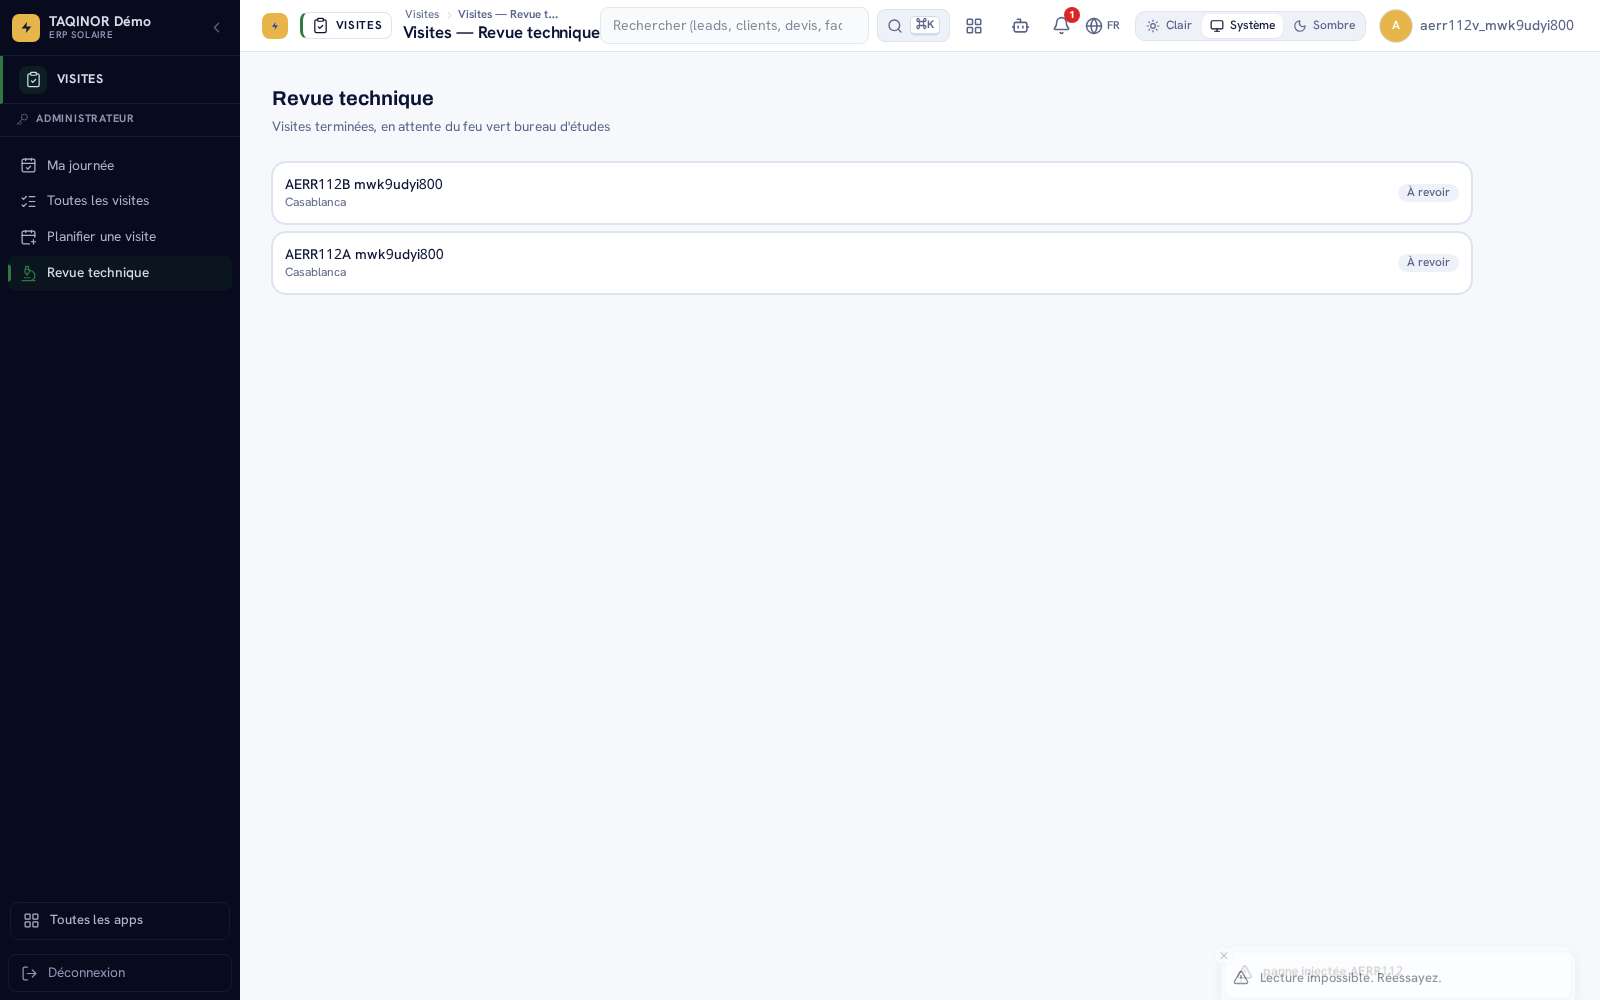 TAQINOR Démo
ERP SOLAIRE
VISITES
ADMINISTRATEUR
Ma journée
Toutes les visites
Planifier une visite
Revue technique
Toutes les apps
Déconnexion
VISITES
Visites › Visites — Revue t...
Visites — Revue technique
Rechercher (leads, clients, devis, fac
⌘K
1
FR
Clair
Système
Sombre
A
aerr112v_mwk9udyi800
Revue technique
Visites terminées, en attente du feu vert bureau d'études
AERR112B mwk9udyi800
Casablanca
À revoir
AERR112A mwk9udyi800
Casablanca
À revoir
panne injectée AERR112
Lecture impossible. Réessayez.